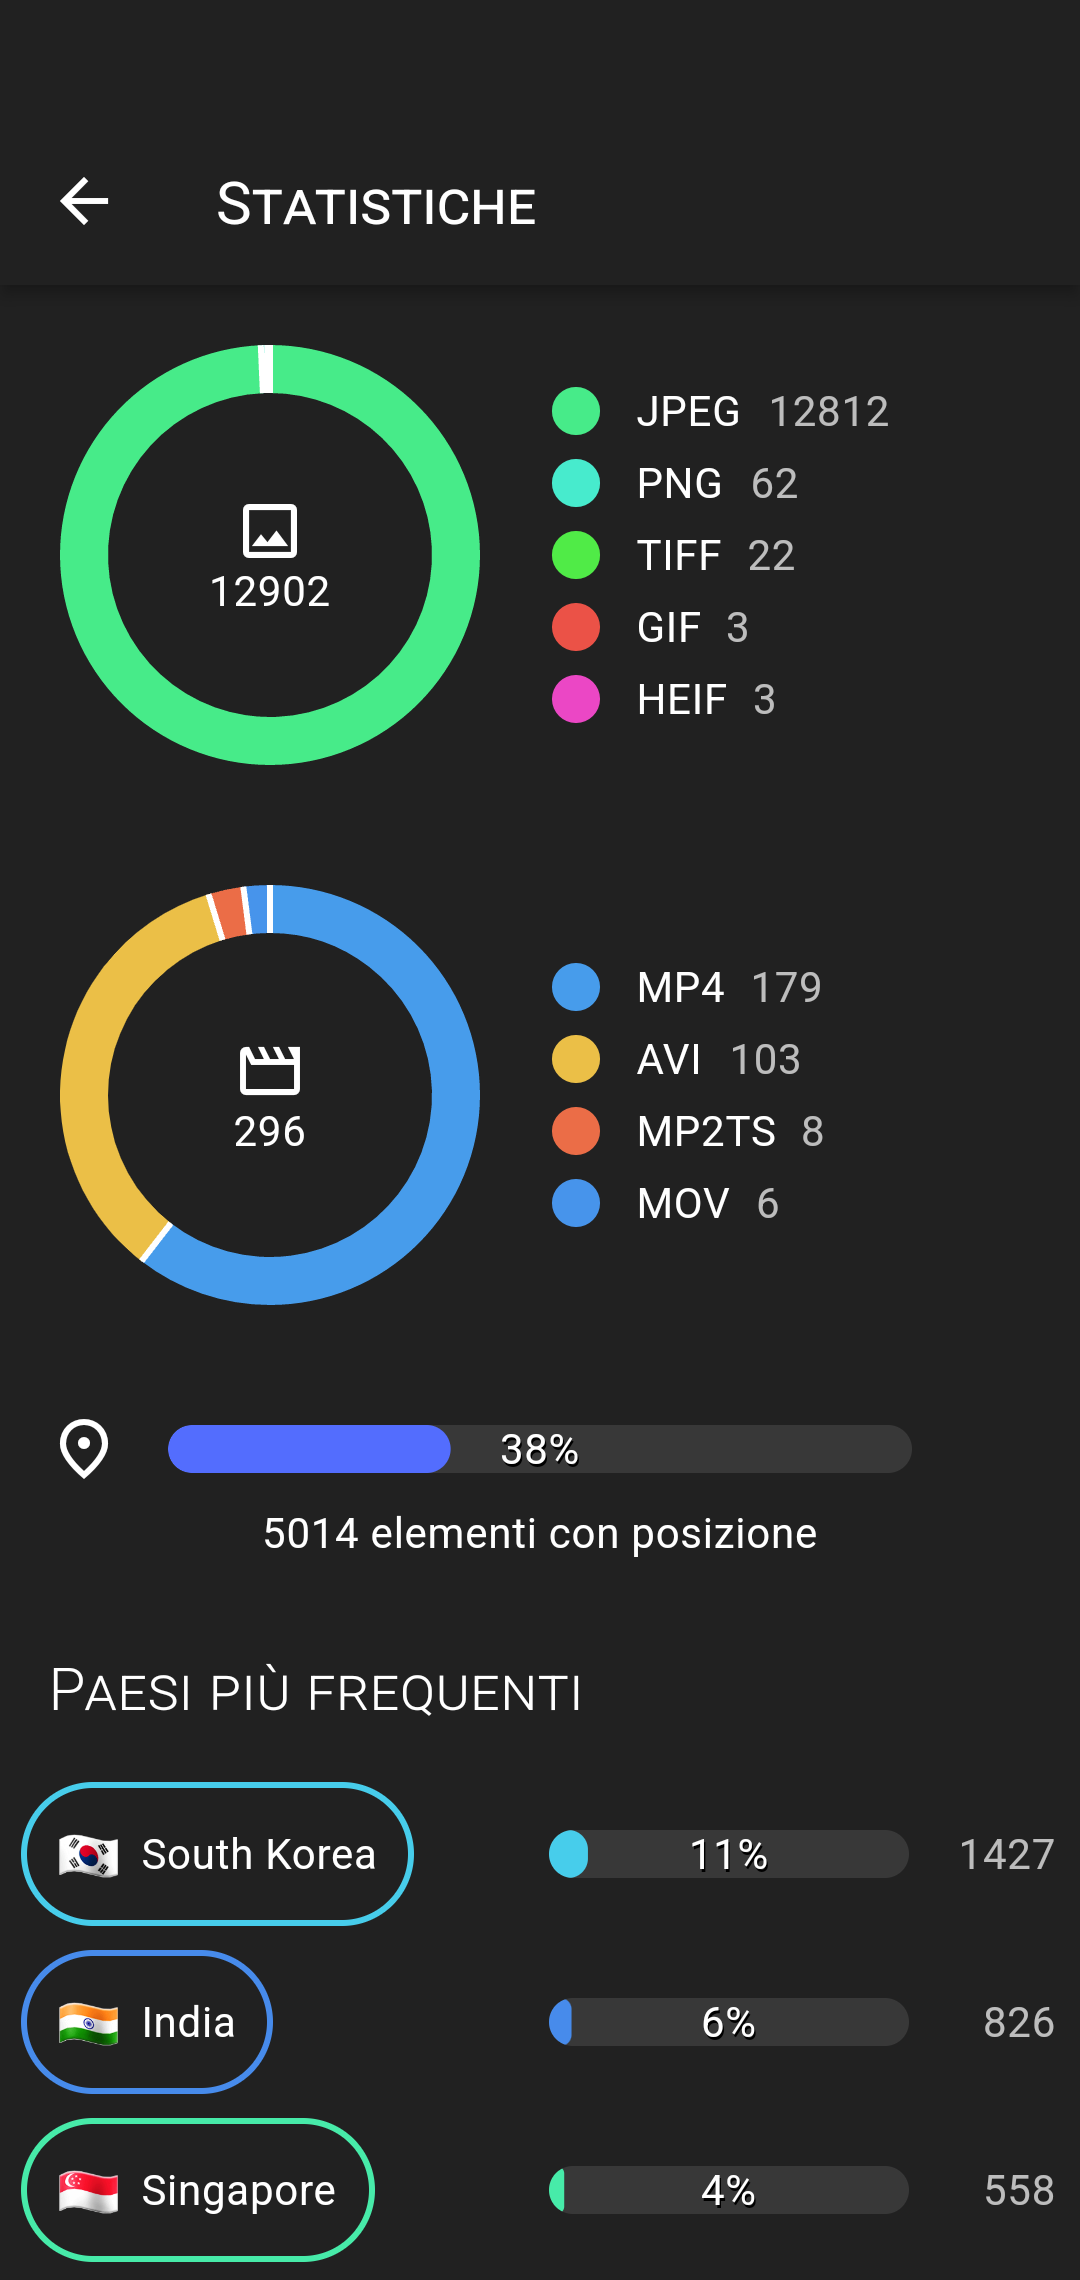 Statistiche
JPEG 12812
PNG 62
TIFF 22
GIF 3
HEIF 3
12902
MP4 179
AVI 103
MP2TS 8
MOV 6
296
38%
5014 elementi con posizione
Paesi più frequenti
South Korea 11% 1427
India 6% 826
Singapore 4% 558